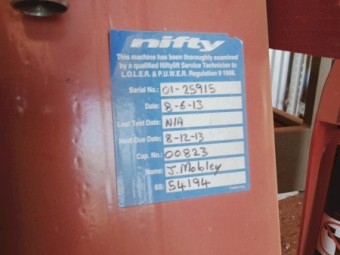 nifty
This machine has been thoroughly examined
by a qualified Niftylift Service Technician to
L.O.L.E.R. & P.U.W.E.R. Regulation 9 1998.
Serial No.: 01-25915
Date: 8-6-13
Last Test Date: N/A
Next Due Date: 8-12-13
Cap. No.: 00823
Name: J. Mobley
SS: 54194